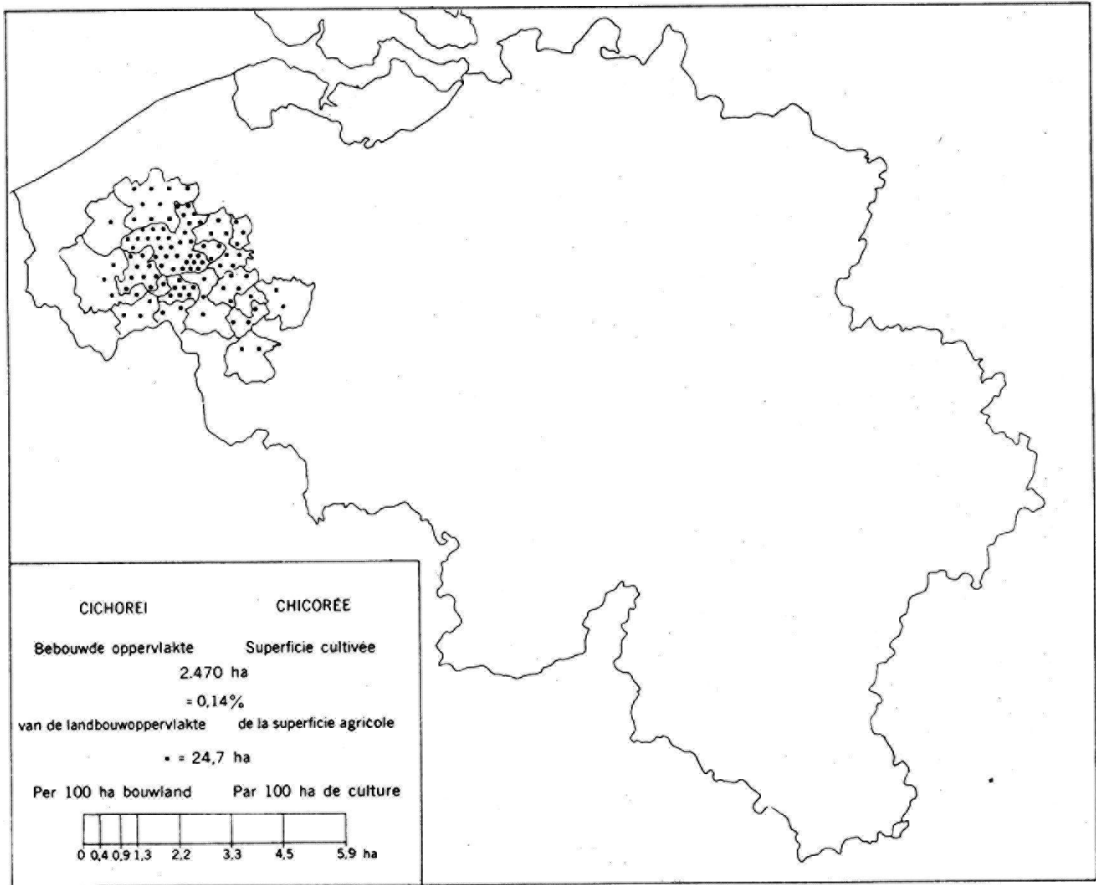 CICHOREI CHICORÉE
Bebouwde oppervlakte Superficie cultivée
2.470 ha
= 0,14%
van de landbouwoppervlakte de la superficie agricole
• = 24,7 ha
Per 100 ha bouwland Par 100 ha de culture
0 0,4 0,9 1,3 2,2 3,3 4,5 5,9 ha